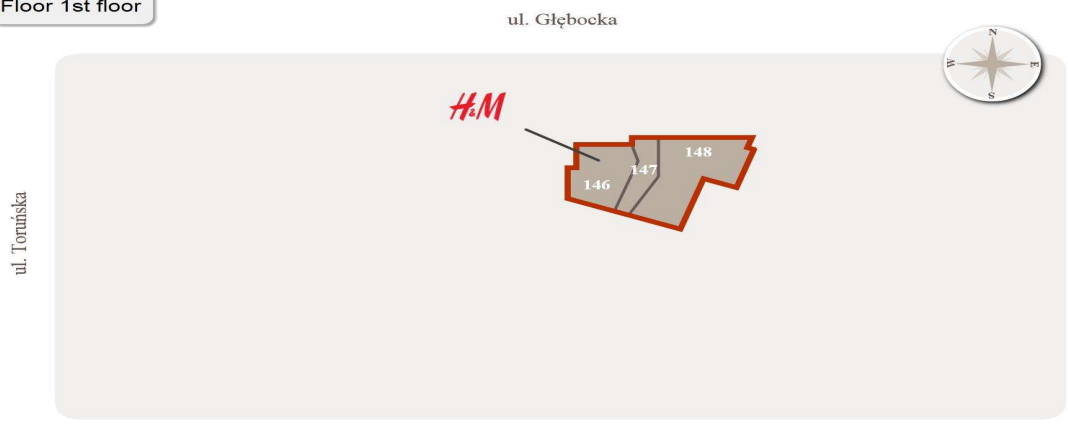 Floor 1st floor
ul. Głębocka
N
W
E
S
H&M
148
147
146
ul. Toruńska